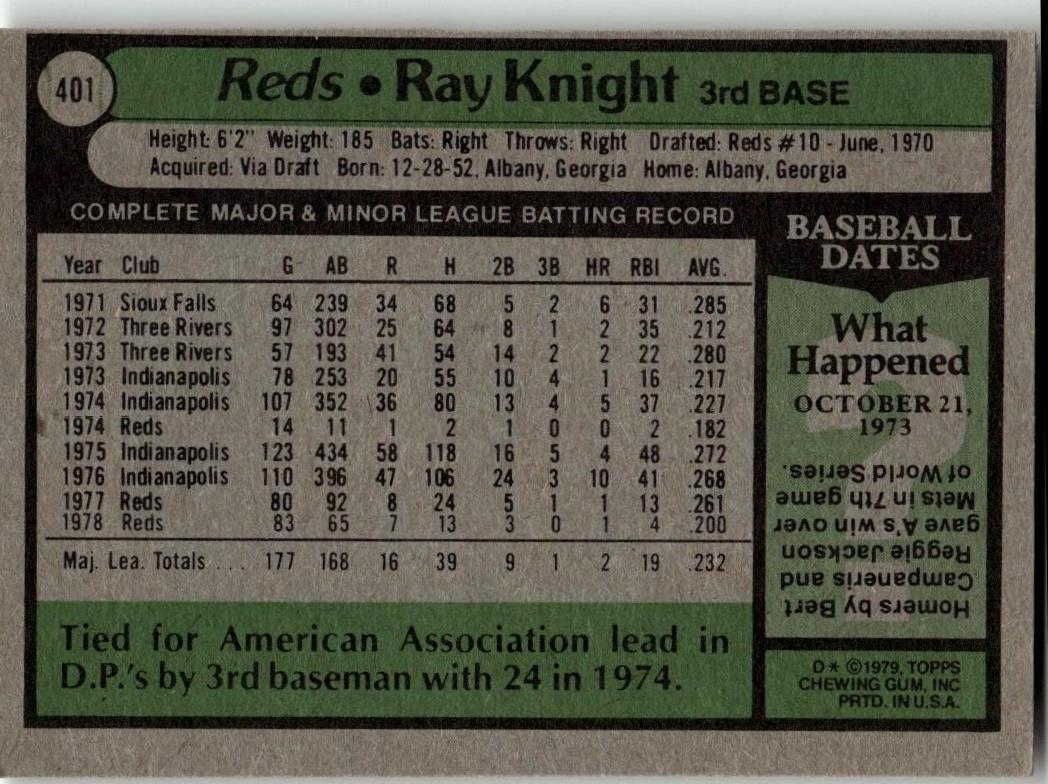 401
Reds • Ray Knight 3rd BASE
Height: 6'2" Weight: 185 Bats: Right Throws: Right Drafted: Reds #10 - June, 1970
Acquired: Via Draft Born: 12-28-52, Albany, Georgia Home: Albany, Georgia
COMPLETE MAJOR & MINOR LEAGUE BATTING RECORD
Year Club G AB R H 2B 3B HR RBI AVG.
1971 Sioux Falls 64 239 34 68 5 2 6 31 .285
1972 Three Rivers 97 302 25 64 8 1 2 35 .212
1973 Three Rivers 57 193 41 54 14 2 2 22 .280
1973 Indianapolis 78 253 20 55 10 4 1 16 .217
1974 Indianapolis 107 352 36 80 13 4 5 37 .227
1974 Reds 14 11 1 2 1 0 0 2 .182
1975 Indianapolis 123 434 58 118 16 5 4 48 .272
1976 Indianapolis 110 396 47 106 24 3 10 41 .268
1977 Reds 80 92 8 24 5 1 1 13 .261
1978 Reds 83 65 7 13 3 0 1 4 .200
Maj. Lea. Totals ... 177 168 16 39 9 1 2 19 .232
Tied for American Association lead in
D.P.'s by 3rd baseman with 24 in 1974.
BASEBALL
DATES
What
Happened
OCTOBER 21,
1973
Homers by Bert
Campaneris and
Reggie Jackson
gave A's win over
Mets in 7th game
of World Series.
D* ©1979, TOPPS
CHEWING GUM, INC
PRTD. IN U.S.A.